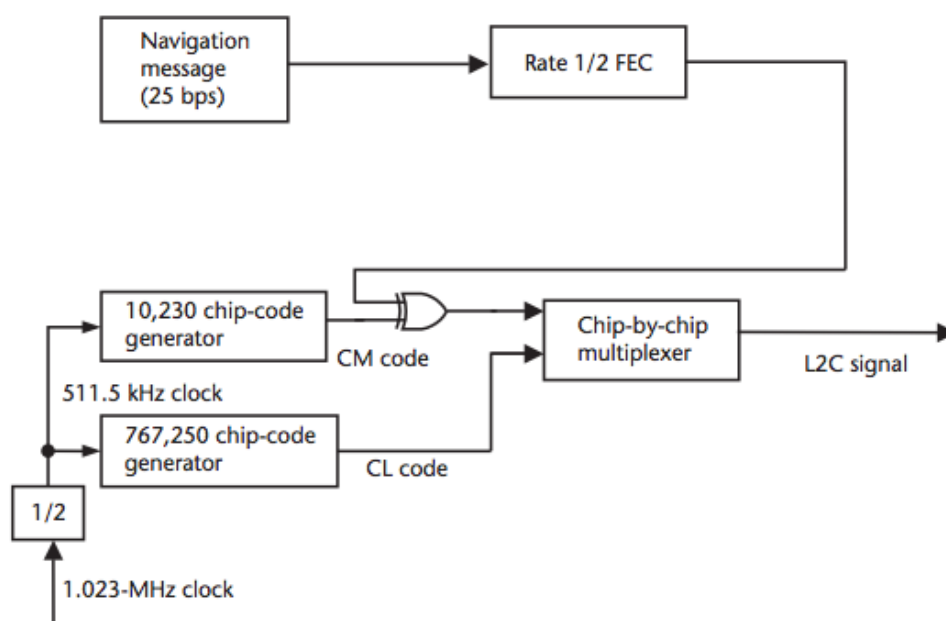 Navigation
message
(25 bps)
Rate 1/2 FEC
10,230 chip-code
generator
CM code
Chip-by-chip
multiplexer
L2C signal
511.5 kHz clock
767,250 chip-code
generator
CL code
1/2
1.023-MHz clock